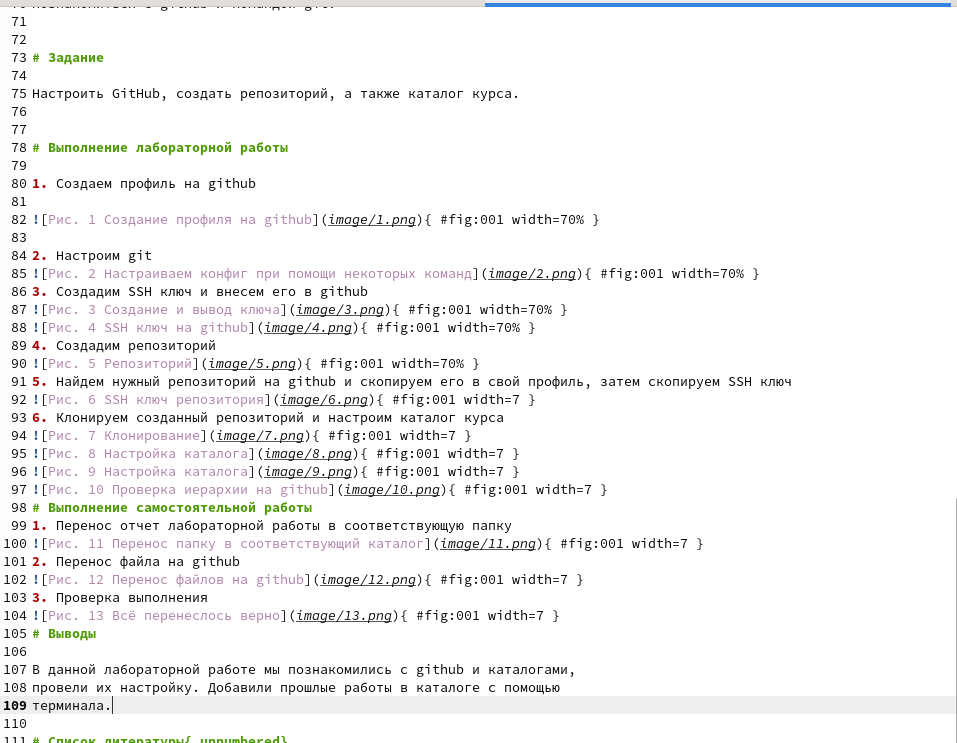 71
72
73 # Задание
74
75 Настроить GitHub, создать репозиторий, а также каталог курса.
76
77
78 # Выполнение лабораторной работы
79
80 1. Создаем профиль на github
81
82 ![Рис. 1 Создание профиля на github](image/1.png){ #fig:001 width=70% }
83
84 2. Настроим git
85 ![Рис. 2 Настраиваем конфиг при помощи некоторых команд](image/2.png){ #fig:001 width=70% }
86 3. Создадим SSH ключ и внесем его в github
87 ![Рис. 3 Создание и вывод ключа](image/3.png){ #fig:001 width=70% }
88 ![Рис. 4 SSH ключ на github](image/4.png){ #fig:001 width=70% }
89 4. Создадим репозиторий
90 ![Рис. 5 Репозиторий](image/5.png){ #fig:001 width=70% }
91 5. Найдем нужный репозиторий на github и скопируем его в свой профиль, затем скопируем SSH ключ
92 ![Рис. 6 SSH ключ репозитория](image/6.png){ #fig:001 width=7 }
93 6. Клонируем созданный репозиторий и настроим каталог курса
94 ![Рис. 7 Клонирование](image/7.png){ #fig:001 width=7 }
95 ![Рис. 8 Настройка каталога](image/8.png){ #fig:001 width=7 }
96 ![Рис. 9 Настройка каталога](image/9.png){ #fig:001 width=7 }
97 ![Рис. 10 Проверка иерархии на github](image/10.png){ #fig:001 width=7 }
98 # Выполнение самостоятельной работы
99 1. Перенос отчет лабораторной работы в соответствующую папку
100 ![Рис. 11 Перенос папку в соответствующий каталог](image/11.png){ #fig:001 width=7 }
101 2. Перенос файла на github
102 ![Рис. 12 Перенос файлов на github](image/12.png){ #fig:001 width=7 }
103 3. Проверка выполнения
104 ![Рис. 13 Всё перенеслось верно](image/13.png){ #fig:001 width=7 }
105 # Выводы
106
107 В данной лабораторной работе мы познакомились с github и каталогами,
108 провели их настройку. Добавили прошлые работы в каталоге с помощью
109 терминала.
110
111 # Список литературы{ unnumbered}